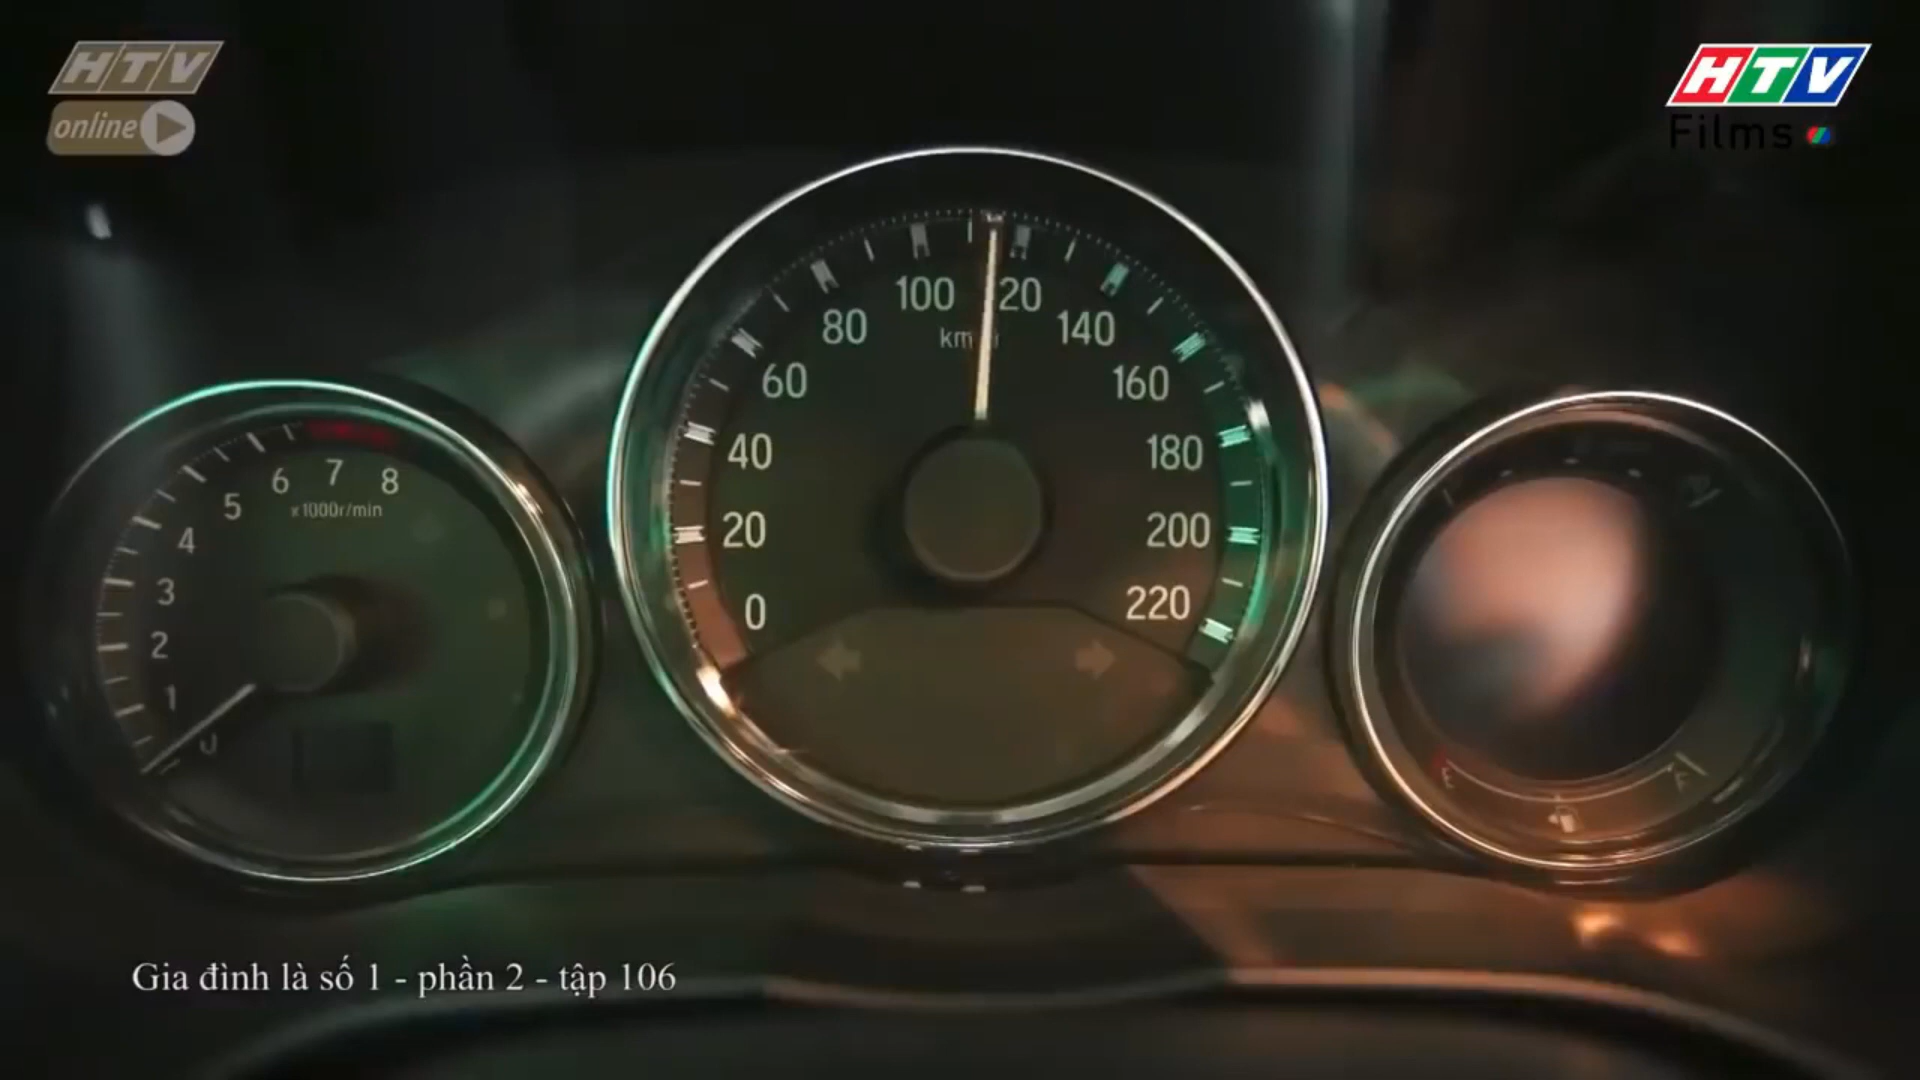 HTV
online
HTV
Films
100 20
80 km 140
60 160
40 180
20 200
0 220
5 6 7 8
x1000r/min
4
3
2
1
E F
Gia đình là số 1 - phần 2 - tập 106